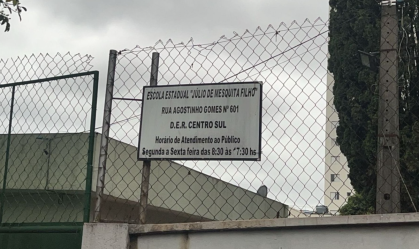 ESCOLA ESTADUAL "JÚLIO DE MESQUITA FILHO"
RUA AGOSTINHO GOMES Nº 601
D.E.R. CENTRO SUL
Horário de Atendimento ao Público
Segunda a Sexta feira das 8:30 às 17:30 hs